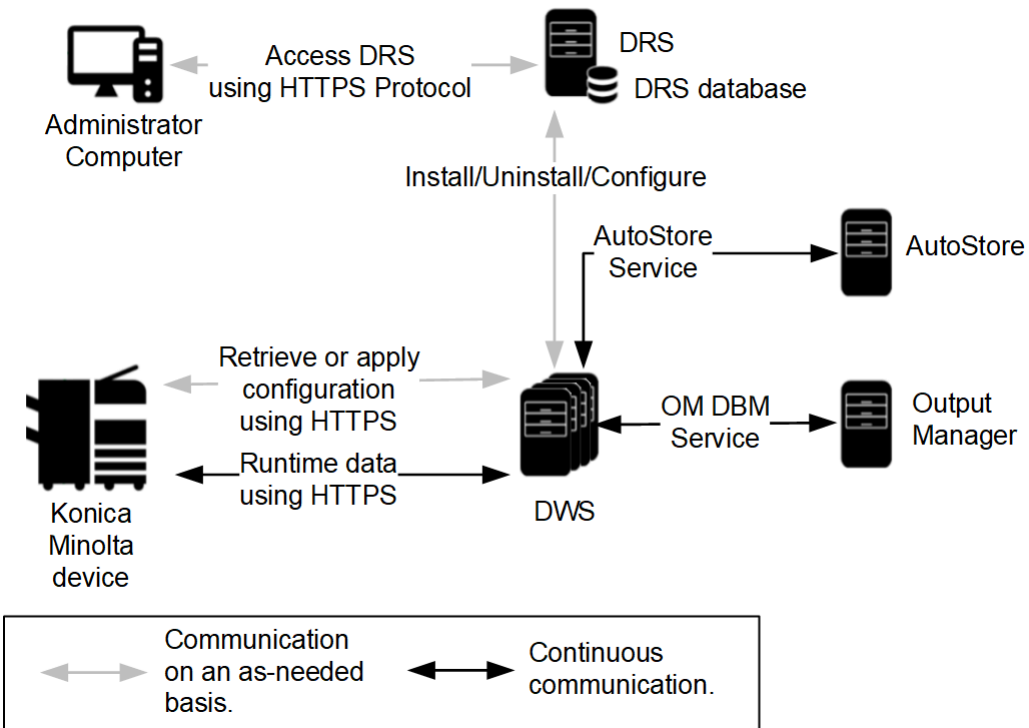 Access DRS
using HTTPS Protocol
DRS
DRS database
Administrator
Computer
Install/Uninstall/Configure
AutoStore
Service
AutoStore
Retrieve or apply
configuration
using HTTPS
OM DBM
Service
Output
Manager
Runtime data
using HTTPS
DWS
Konica
Minolta
device
Communication
on an as-needed
basis.
Continuous
communication.